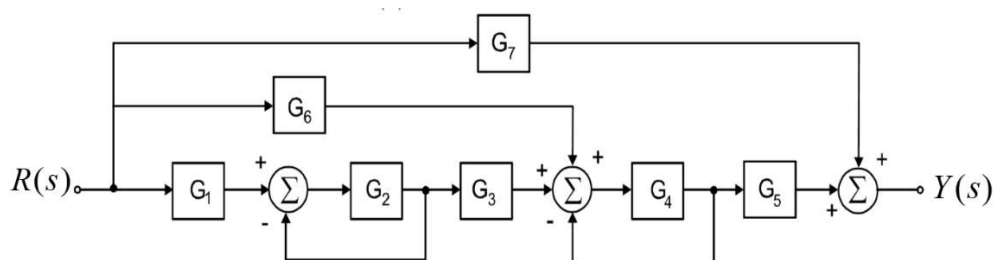 G₇
G₆
+ +
R(s) G₁ + Σ G₂ G₃ + Σ G₄ G₅ + Σ Y(s)
- -